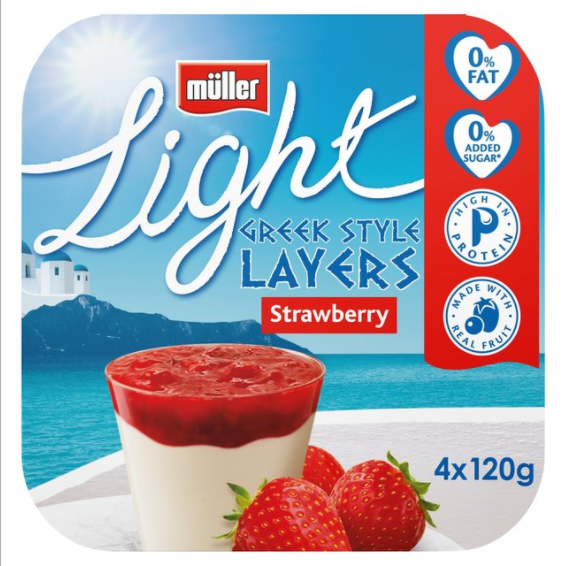 müller
Light
GREEK STYLE
LAYERS
Strawberry
0%
FAT
0%
ADDED
SUGAR*
HIGH IN
PROTEIN
MADE WITH
REAL FRUIT
4x120g